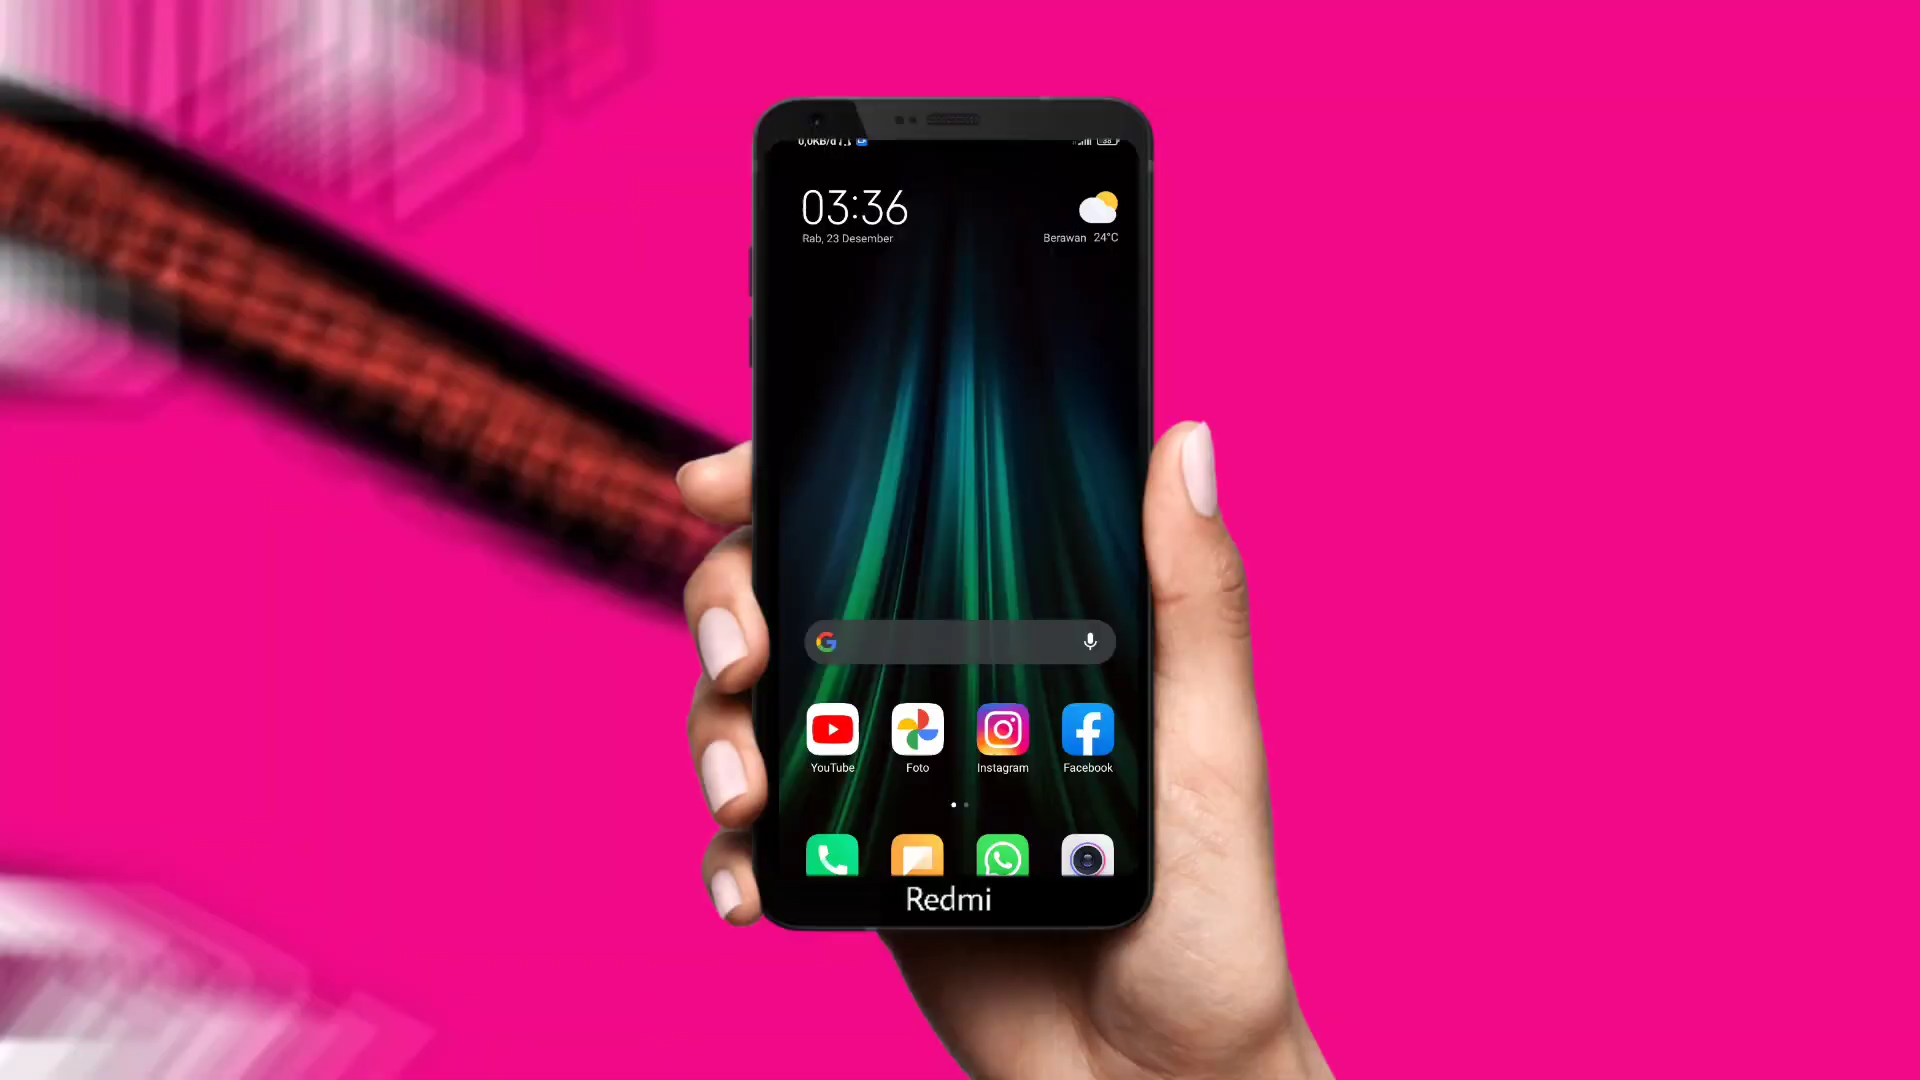 03:36
Rab, 23 Desember
Berawan 24°C
YouTube
Foto
Instagram
Facebook
Redmi